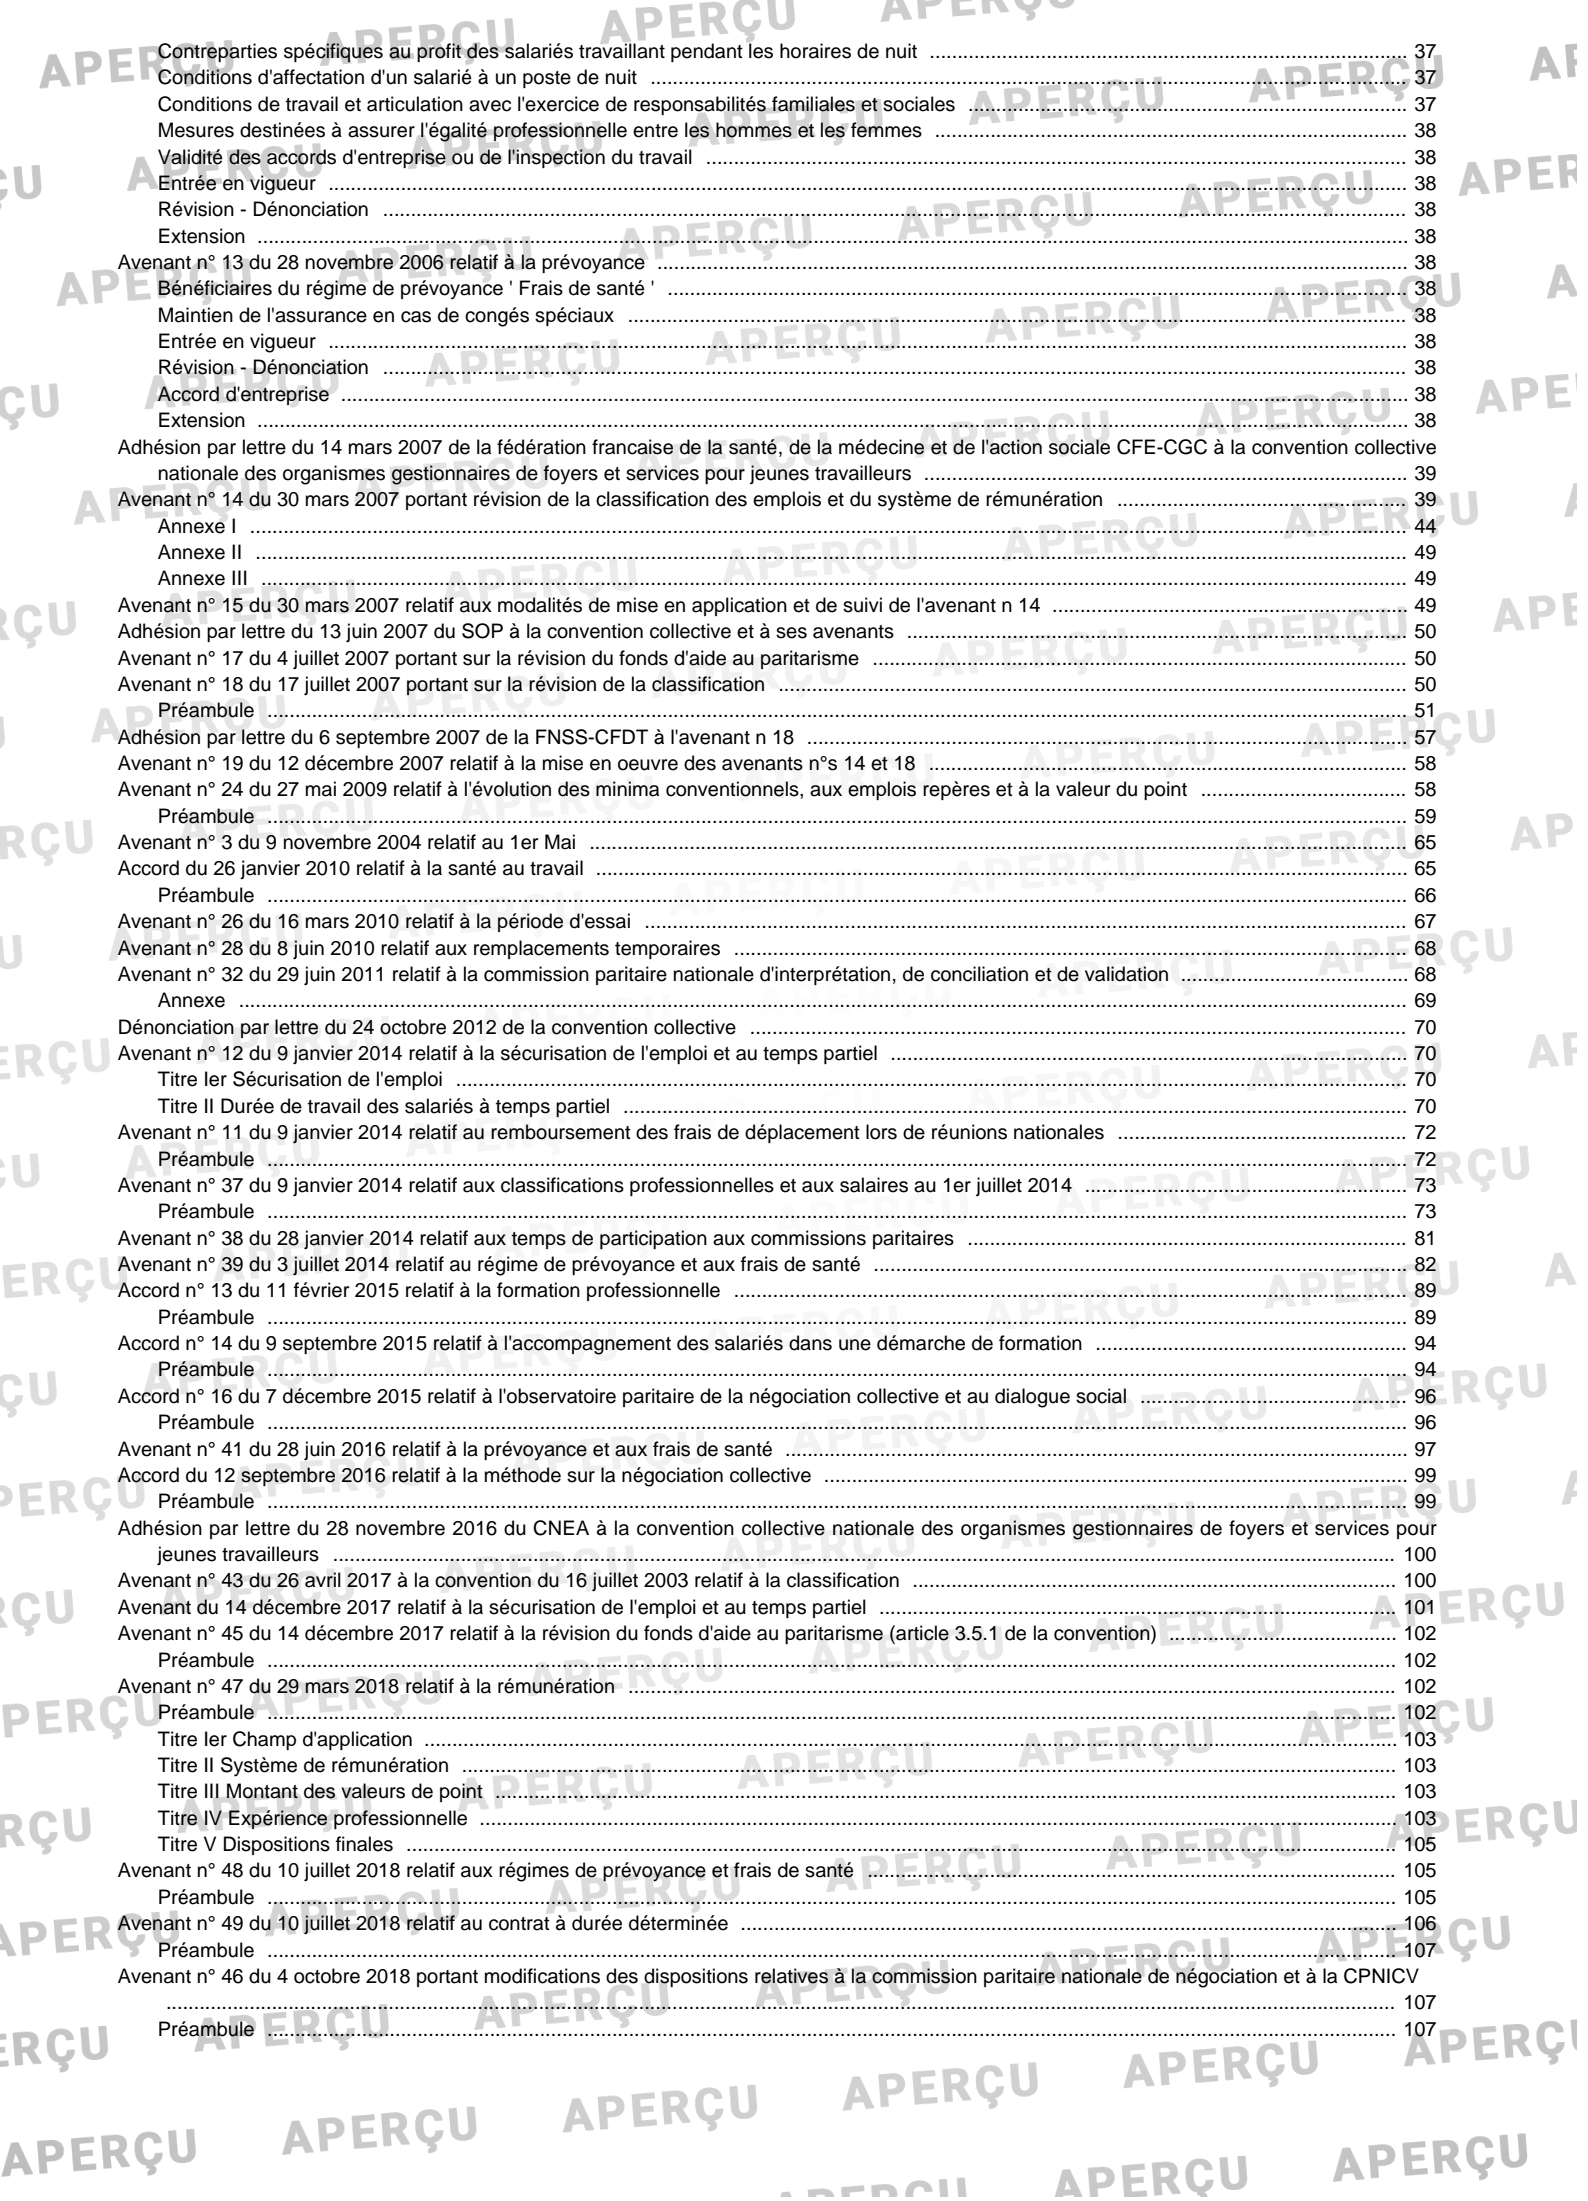 Contreparties spécifiques au profit des salariés travaillant pendant les horaires de nuit 37
Conditions d'affectation d'un salarié à un poste de nuit 37
Conditions de travail et articulation avec l'exercice de responsabilités familiales et sociales 37
Mesures destinées à assurer l'égalité professionnelle entre les hommes et les femmes 38
Validité des accords d'entreprise ou de l'inspection du travail 38
Entrée en vigueur 38
Révision - Dénonciation 38
Extension 38
Avenant n° 13 du 28 novembre 2006 relatif à la prévoyance 38
Bénéficiaires du régime de prévoyance ' Frais de santé ' 38
Maintien de l'assurance en cas de congés spéciaux 38
Entrée en vigueur 38
Révision - Dénonciation 38
Accord d'entreprise 38
Extension 38
Adhésion par lettre du 14 mars 2007 de la fédération francaise de la santé, de la médecine et de l'action sociale CFE-CGC à la convention collective
nationale des organismes gestionnaires de foyers et services pour jeunes travailleurs 39
Avenant n° 14 du 30 mars 2007 portant révision de la classification des emplois et du système de rémunération 39
Annexe I 44
Annexe II 49
Annexe III 49
Avenant n° 15 du 30 mars 2007 relatif aux modalités de mise en application et de suivi de l'avenant n 14 49
Adhésion par lettre du 13 juin 2007 du SOP à la convention collective et à ses avenants 50
Avenant n° 17 du 4 juillet 2007 portant sur la révision du fonds d'aide au paritarisme 50
Avenant n° 18 du 17 juillet 2007 portant sur la révision de la classification 50
Préambule 51
Adhésion par lettre du 6 septembre 2007 de la FNSS-CFDT à l'avenant n 18 57
Avenant n° 19 du 12 décembre 2007 relatif à la mise en oeuvre des avenants n°s 14 et 18 58
Avenant n° 24 du 27 mai 2009 relatif à l'évolution des minima conventionnels, aux emplois repères et à la valeur du point 58
Préambule 59
Avenant n° 3 du 9 novembre 2004 relatif au 1er Mai 65
Accord du 26 janvier 2010 relatif à la santé au travail 65
Préambule 66
Avenant n° 26 du 16 mars 2010 relatif à la période d'essai 67
Avenant n° 28 du 8 juin 2010 relatif aux remplacements temporaires 68
Avenant n° 32 du 29 juin 2011 relatif à la commission paritaire nationale d'interprétation, de conciliation et de validation 68
Annexe 69
Dénonciation par lettre du 24 octobre 2012 de la convention collective 70
Avenant n° 12 du 9 janvier 2014 relatif à la sécurisation de l'emploi et au temps partiel 70
Titre Ier Sécurisation de l'emploi 70
Titre II Durée de travail des salariés à temps partiel 70
Avenant n° 11 du 9 janvier 2014 relatif au remboursement des frais de déplacement lors de réunions nationales 72
Préambule 72
Avenant n° 37 du 9 janvier 2014 relatif aux classifications professionnelles et aux salaires au 1er juillet 2014 73
Préambule 73
Avenant n° 38 du 28 janvier 2014 relatif aux temps de participation aux commissions paritaires 81
Avenant n° 39 du 3 juillet 2014 relatif au régime de prévoyance et aux frais de santé 82
Accord n° 13 du 11 février 2015 relatif à la formation professionnelle 89
Préambule 89
Accord n° 14 du 9 septembre 2015 relatif à l'accompagnement des salariés dans une démarche de formation 94
Préambule 94
Accord n° 16 du 7 décembre 2015 relatif à l'observatoire paritaire de la négociation collective et au dialogue social 96
Préambule 96
Avenant n° 41 du 28 juin 2016 relatif à la prévoyance et aux frais de santé 97
Accord du 12 septembre 2016 relatif à la méthode sur la négociation collective 99
Préambule 99
Adhésion par lettre du 28 novembre 2016 du CNEA à la convention collective nationale des organismes gestionnaires de foyers et services pour
jeunes travailleurs 100
Avenant n° 43 du 26 avril 2017 à la convention du 16 juillet 2003 relatif à la classification 100
Avenant du 14 décembre 2017 relatif à la sécurisation de l'emploi et au temps partiel 101
Avenant n° 45 du 14 décembre 2017 relatif à la révision du fonds d'aide au paritarisme (article 3.5.1 de la convention) 102
Préambule 102
Avenant n° 47 du 29 mars 2018 relatif à la rémunération 102
Préambule 102
Titre Ier Champ d'application 103
Titre II Système de rémunération 103
Titre III Montant des valeurs de point 103
Titre IV Expérience professionnelle 103
Titre V Dispositions finales 105
Avenant n° 48 du 10 juillet 2018 relatif aux régimes de prévoyance et frais de santé 105
Préambule 105
Avenant n° 49 du 10 juillet 2018 relatif au contrat à durée déterminée 106
Préambule 107
Avenant n° 46 du 4 octobre 2018 portant modifications des dispositions relatives à la commission paritaire nationale de négociation et à la CPNICV
107
Préambule 107
APERÇU